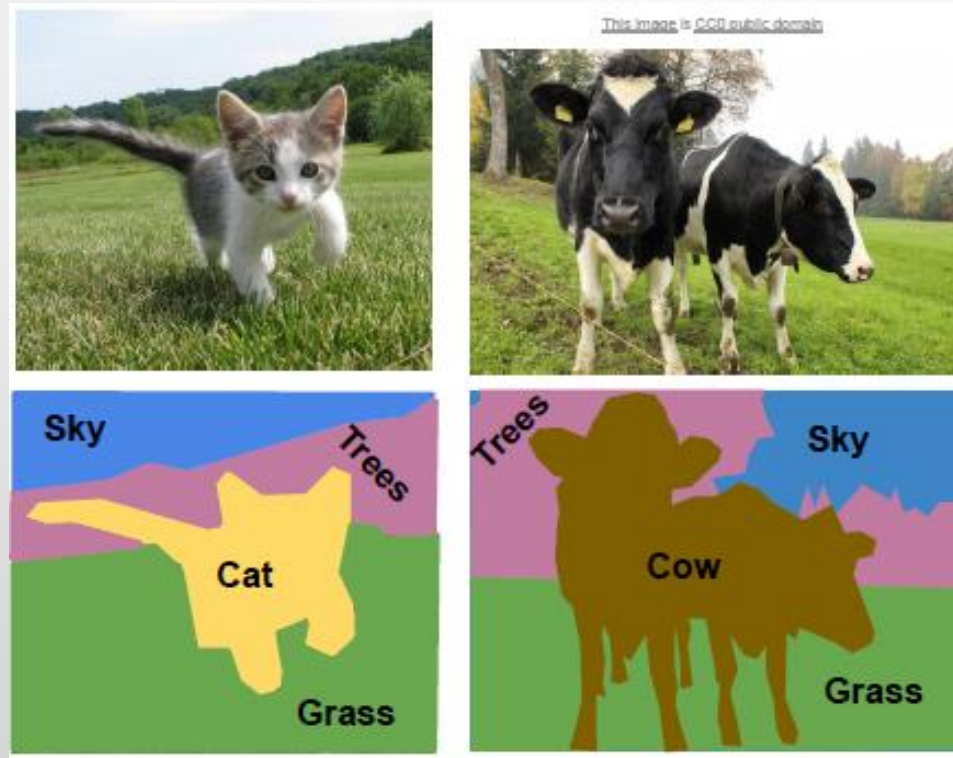 This image is CC0 public domain
Sky
Trees
Cat
Grass
Trees
Sky
Cow
Grass